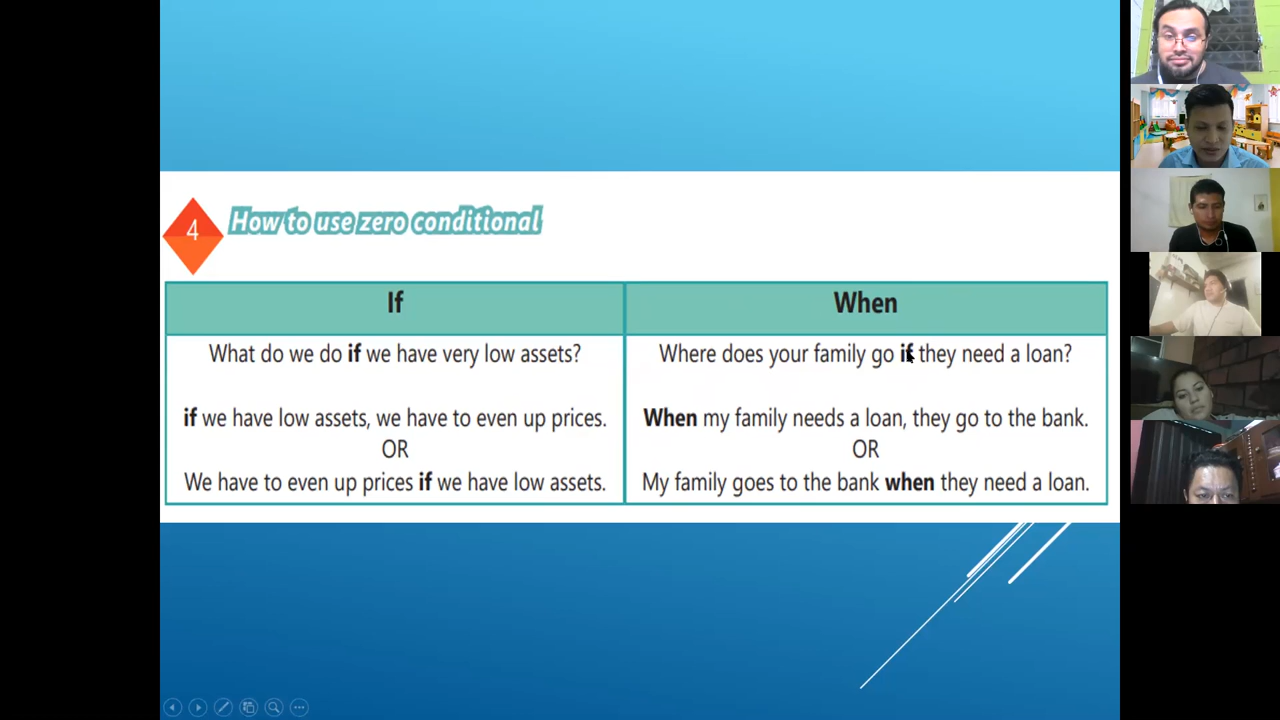 4
How to use zero conditional
If
When
What do we do if we have very low assets?
Where does your family go if they need a loan?
if we have low assets, we have to even up prices.
When my family needs a loan, they go to the bank.
OR
OR
We have to even up prices if we have low assets.
My family goes to the bank when they need a loan.